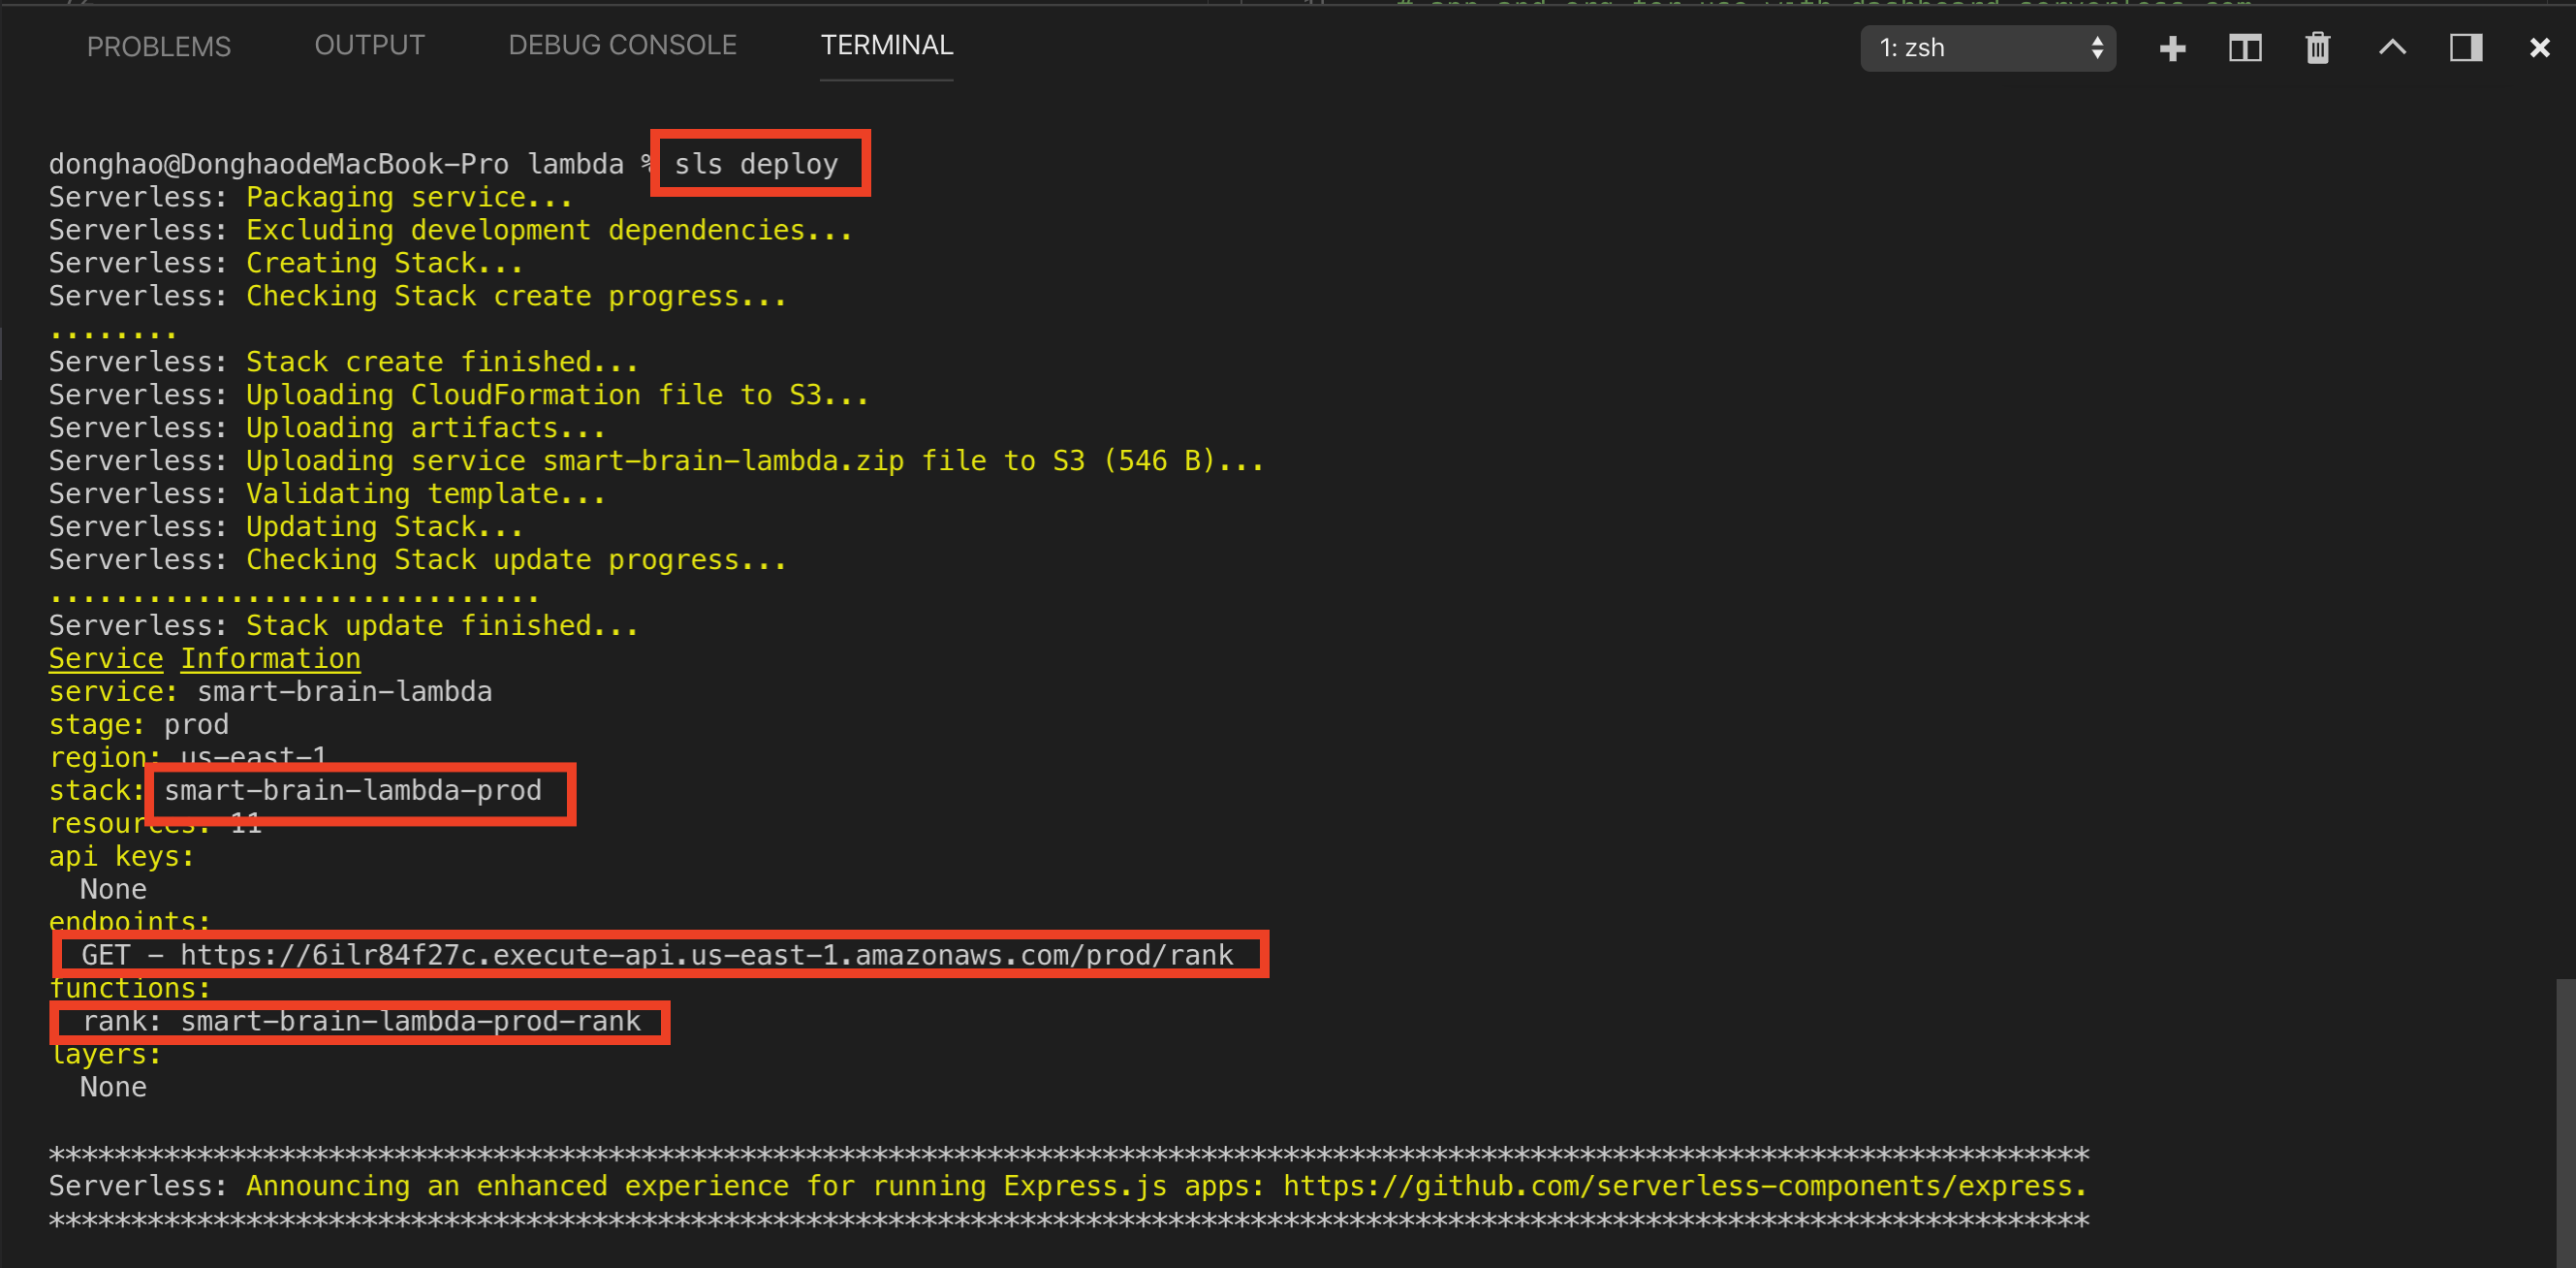 PROBLEMS OUTPUT DEBUG CONSOLE TERMINAL 1: zsh
donghao@DonghaodeMacBook-Pro lambda % sls deploy
Serverless: Packaging service...
Serverless: Excluding development dependencies...
Serverless: Creating Stack...
Serverless: Checking Stack create progress...
........
Serverless: Stack create finished...
Serverless: Uploading CloudFormation file to S3...
Serverless: Uploading artifacts...
Serverless: Uploading service smart-brain-lambda.zip file to S3 (546 B)...
Serverless: Validating template...
Serverless: Updating Stack...
Serverless: Checking Stack update progress...
..............................
Serverless: Stack update finished...
Service Information
service: smart-brain-lambda
stage: prod
region: us-east-1
stack: smart-brain-lambda-prod
resources: 11
api keys:
None
endpoints:
GET - https://6ilr84f27c.execute-api.us-east-1.amazonaws.com/prod/rank
functions:
rank: smart-brain-lambda-prod-rank
layers:
None
****************************************************************************************************************************
Serverless: Announcing an enhanced experience for running Express.js apps: https://github.com/serverless-components/express.
****************************************************************************************************************************